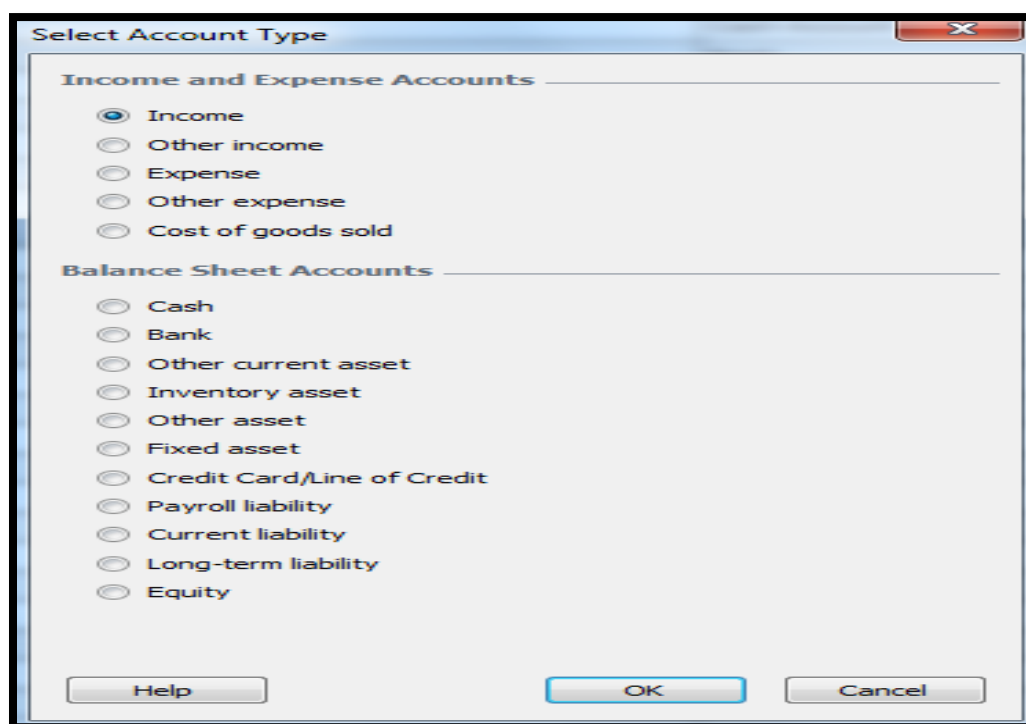 Select Account Type
Income and Expense Accounts
Income
Other income
Expense
Other expense
Cost of goods sold
Balance Sheet Accounts
Cash
Bank
Other current asset
Inventory asset
Other asset
Fixed asset
Credit Card/Line of Credit
Payroll liability
Current liability
Long-term liability
Equity
Help OK Cancel